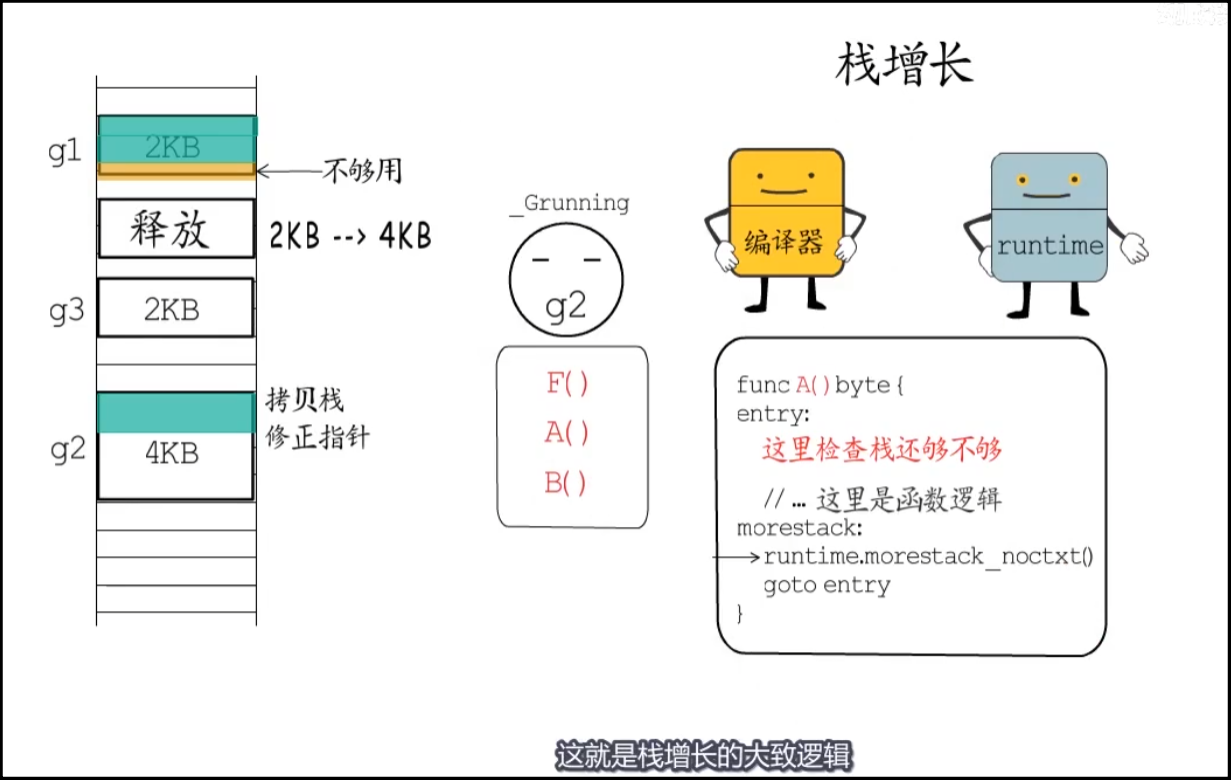 栈增长
g1
2KB
不够用
释放
2KB --> 4KB
g3
2KB
拷贝栈
修正指针
g2
4KB
_Grunning
g2
F()
A()
B()
编译器
runtime
func A() byte {
entry:
这里检查栈还够不够
// ... 这里是函数逻辑
morestack:
runtime.morestack_noctxt()
goto entry
}
这就是栈增长的大致逻辑